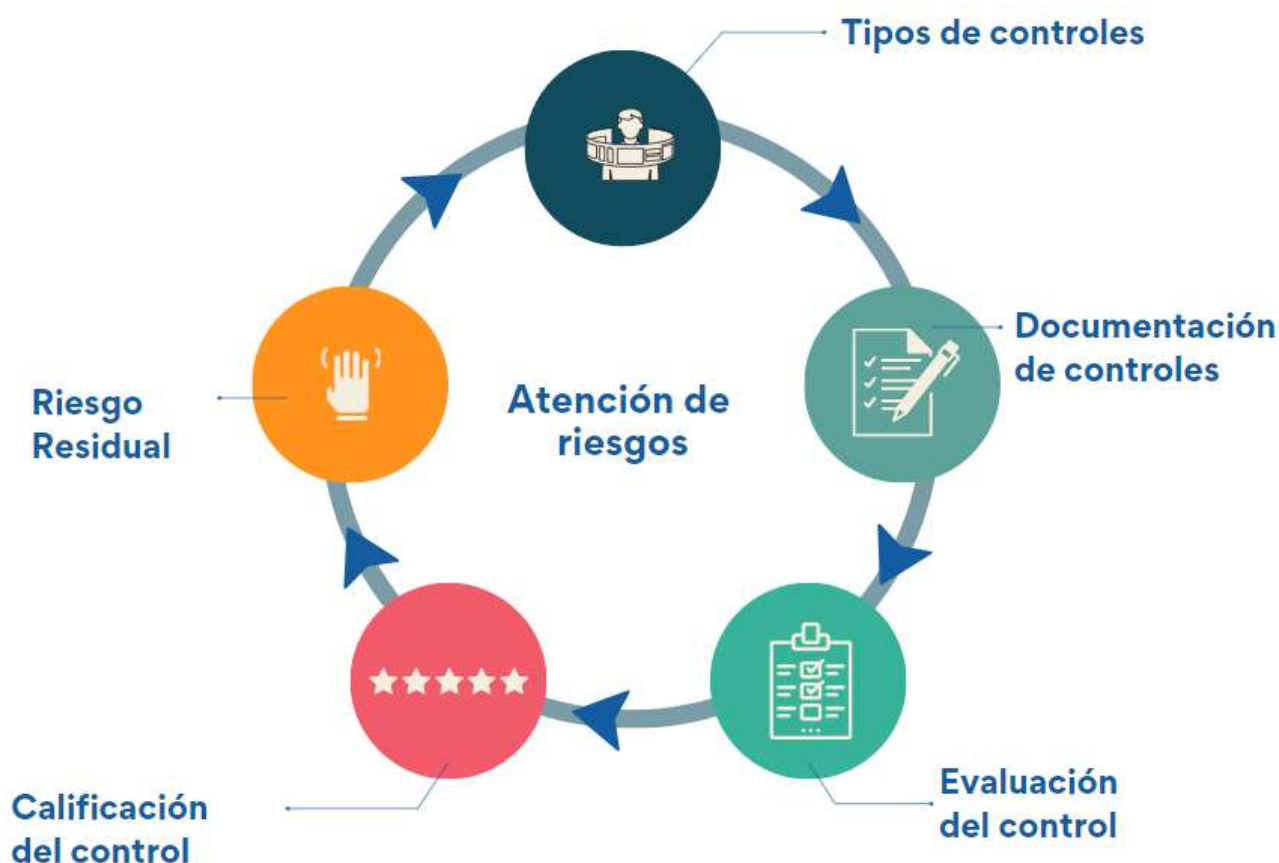 Tipos de controles
Documentación
de controles
Atención de
riesgos
Riesgo
Residual
Evaluación
del control
Calificación
del control